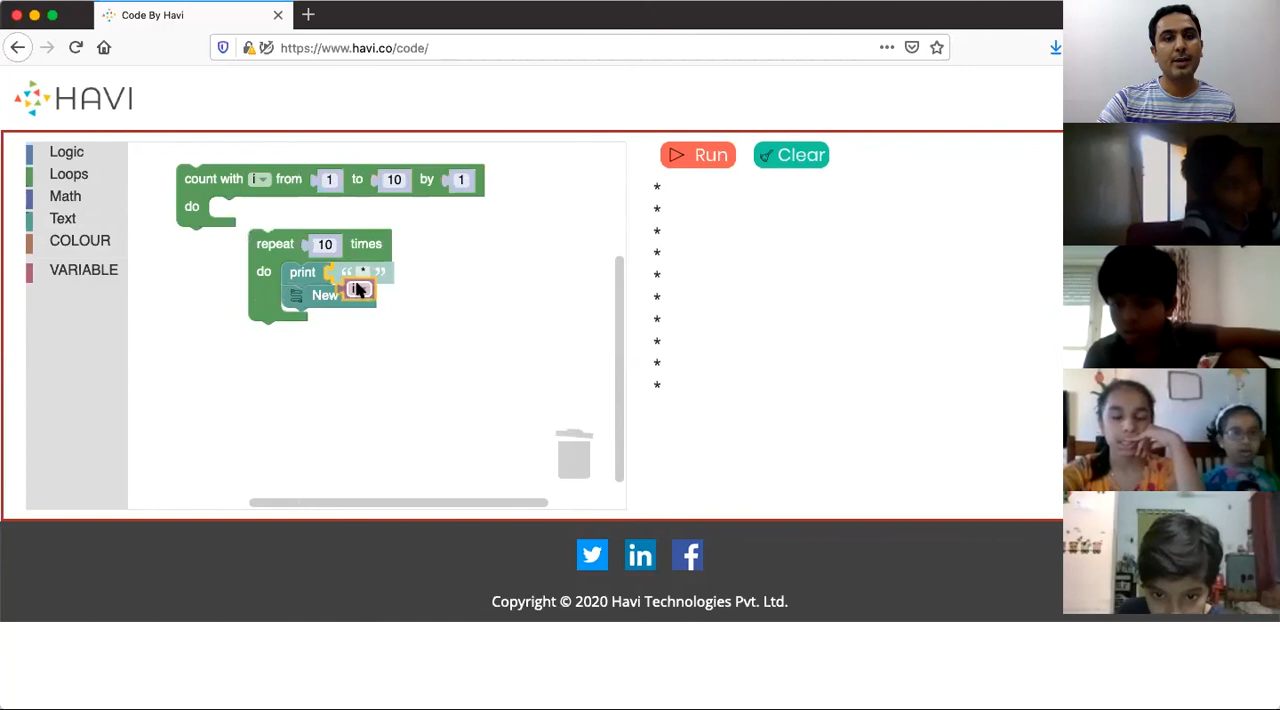 Code By Havi
https://www.havi.co/code/
HAVI
Logic
Loops
Math
Text
COLOUR
VARIABLE
count with i from 1 to 10 by 1
do
repeat 10 times
do print “ * ”
New
i
Run
Clear
*
*
*
*
*
*
*
*
*
*
in
f
Copyright © 2020 Havi Technologies Pvt. Ltd.